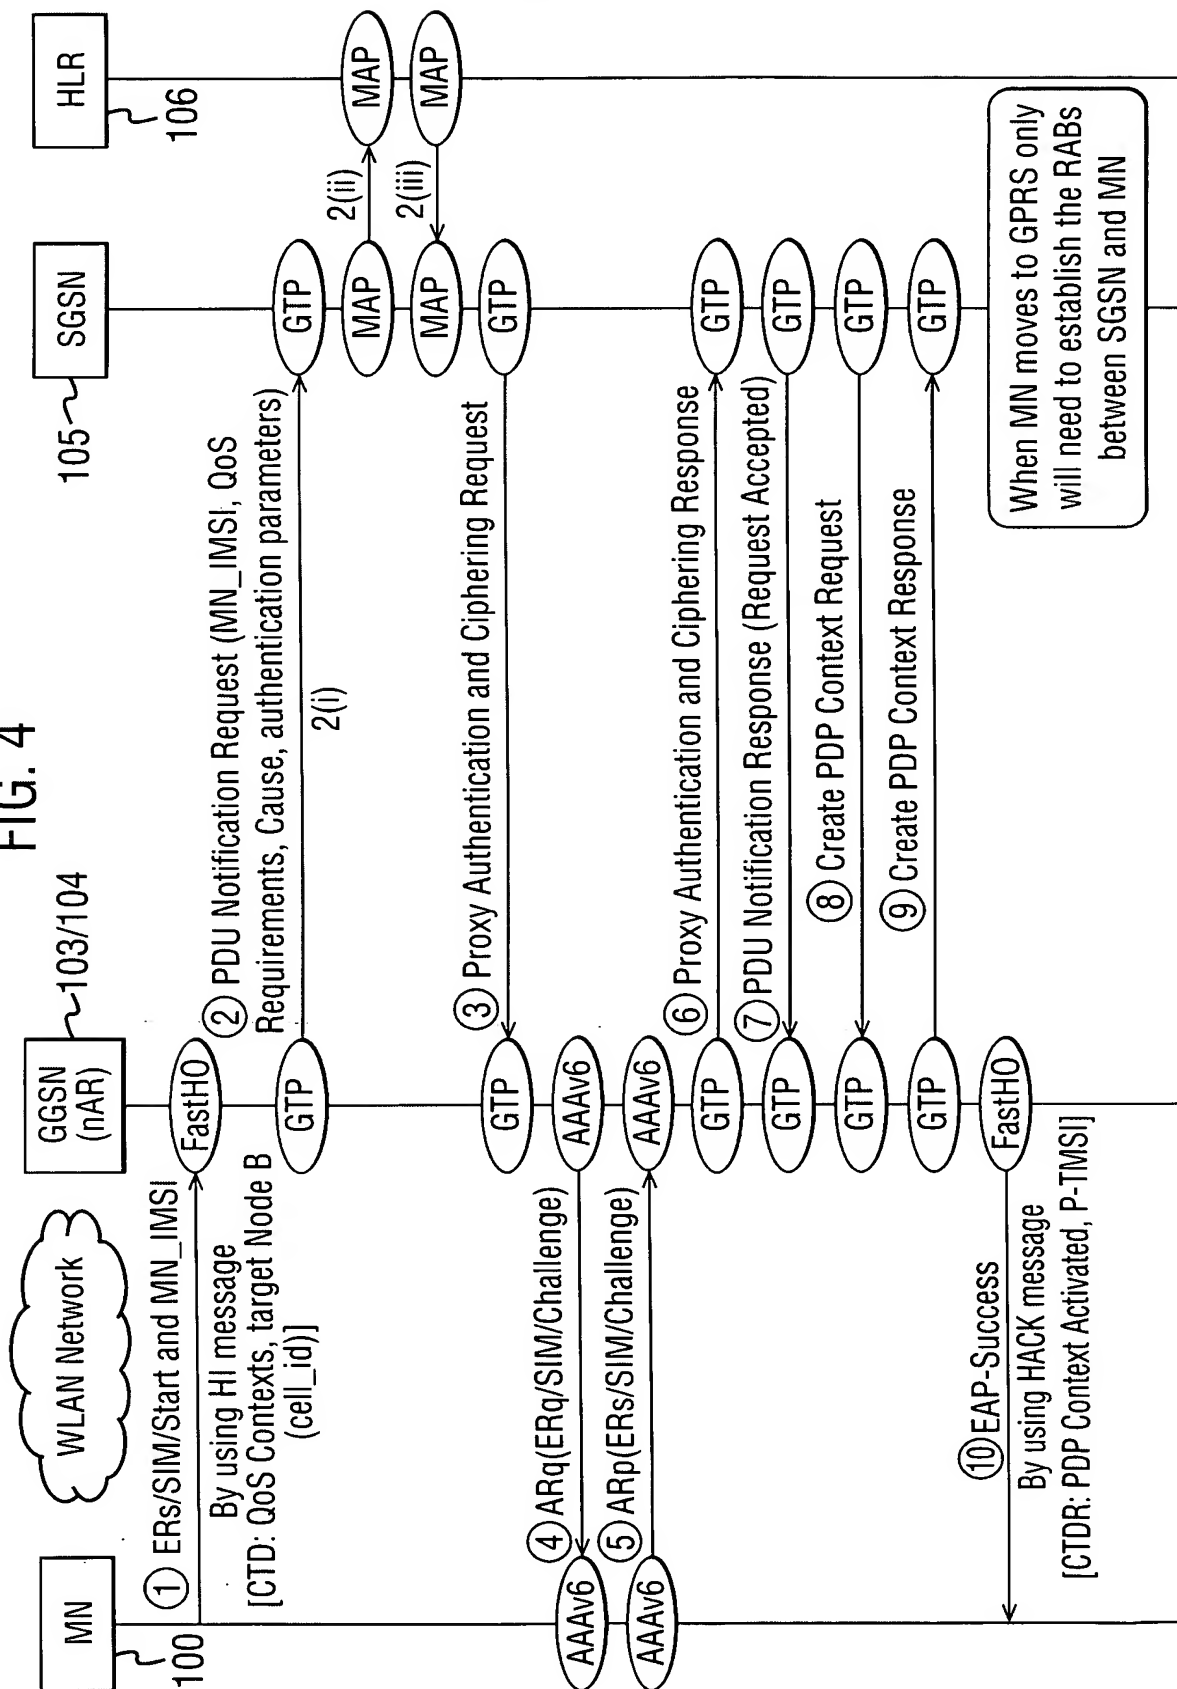 FIG. 4
MN
100
WLAN Network
GGSN
(nAR)
103/104
SGSN
105
HLR
106
① ERs/SIM/Start and MN_IMSI
By using HI message
[CTD: QoS Contexts, target Node B
(cell_id)]
FastHO
② PDU Notification Request (MN_IMSI, QoS
Requirements, Cause, authentication parameters)
2(i)
GTP
GTP
MAP
2(ii)
MAP
MAP
2(iii)
MAP
③ Proxy Authentication and Ciphering Request
GTP
GTP
④ ARq(ERq/SIM/Challenge)
AAAv6
AAAv6
⑤ ARp(ERs/SIM/Challenge)
AAAv6
AAAv6
⑥ Proxy Authentication and Ciphering Response
GTP
GTP
⑦ PDU Notification Response (Request Accepted)
GTP
GTP
⑧ Create PDP Context Request
GTP
GTP
⑨ Create PDP Context Response
GTP
GTP
⑩ EAP-Success
By using HACK message
[CTDR: PDP Context Activated, P-TMSI]
FastHO
When MN moves to GPRS only
will need to establish the RABs
between SGSN and MN